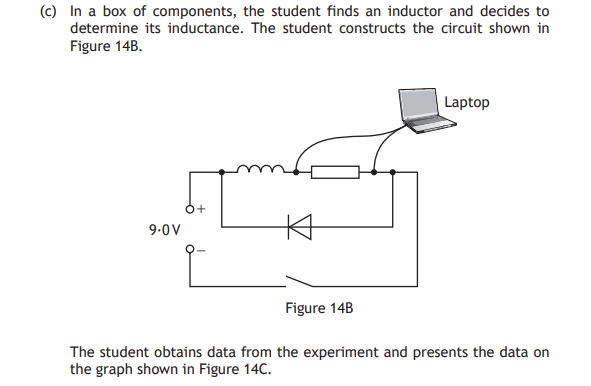 (c) In a box of components, the student finds an inductor and decides to
determine its inductance. The student constructs the circuit shown in
Figure 14B.
Laptop
+
9·0 V
–
Figure 14B
The student obtains data from the experiment and presents the data on
the graph shown in Figure 14C.